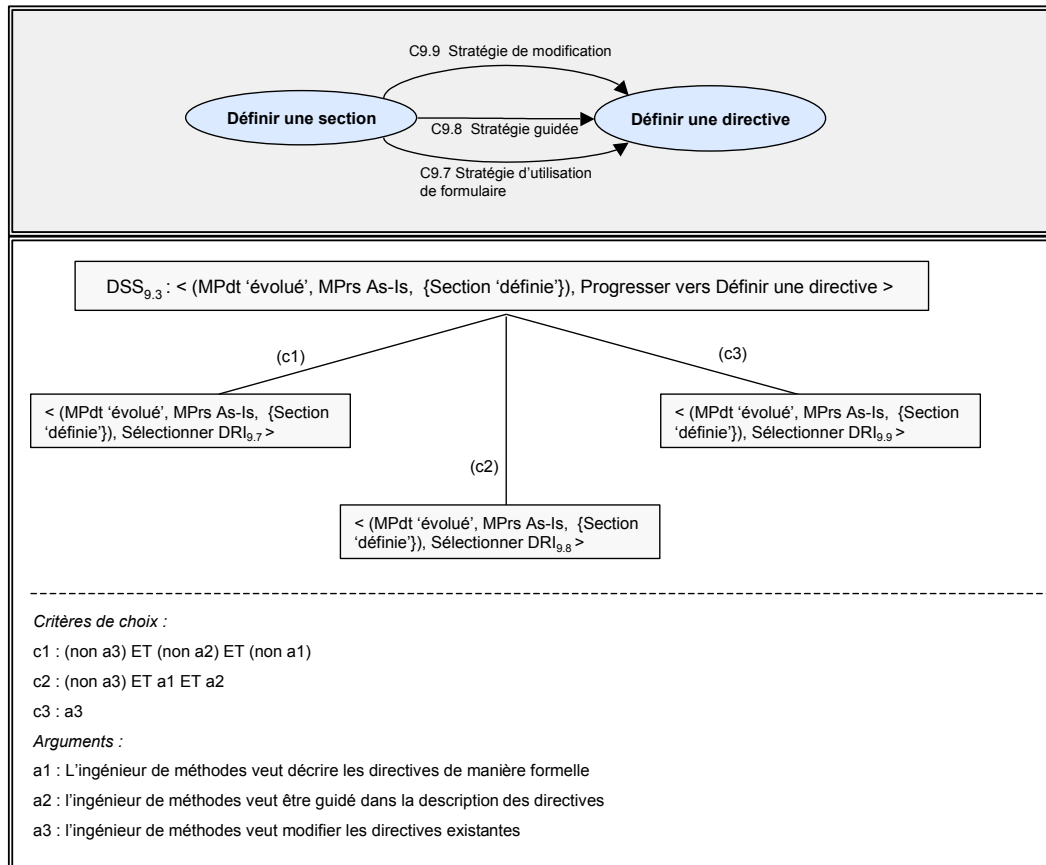 C9.9 Stratégie de modification
Définir une section
C9.8 Stratégie guidée
Définir une directive
C9.7 Stratégie d’utilisation
de formulaire
DSS9.3 : < (MPdt ‘évolué’, MPrs As-Is, {Section ‘définie’}), Progresser vers Définir une directive >
(c1)
(c3)
< (MPdt ‘évolué’, MPrs As-Is, {Section
‘définie’}), Sélectionner DRI9.7 >
< (MPdt ‘évolué’, MPrs As-Is, {Section
‘définie’}), Sélectionner DRI9.9 >
(c2)
< (MPdt ‘évolué’, MPrs As-Is, {Section
‘définie’}), Sélectionner DRI9.8 >
Critères de choix :
c1 : (non a3) ET (non a2) ET (non a1)
c2 : (non a3) ET a1 ET a2
c3 : a3
Arguments :
a1 : L’ingénieur de méthodes veut décrire les directives de manière formelle
a2 : l’ingénieur de méthodes veut être guidé dans la description des directives
a3 : l’ingénieur de méthodes veut modifier les directives existantes